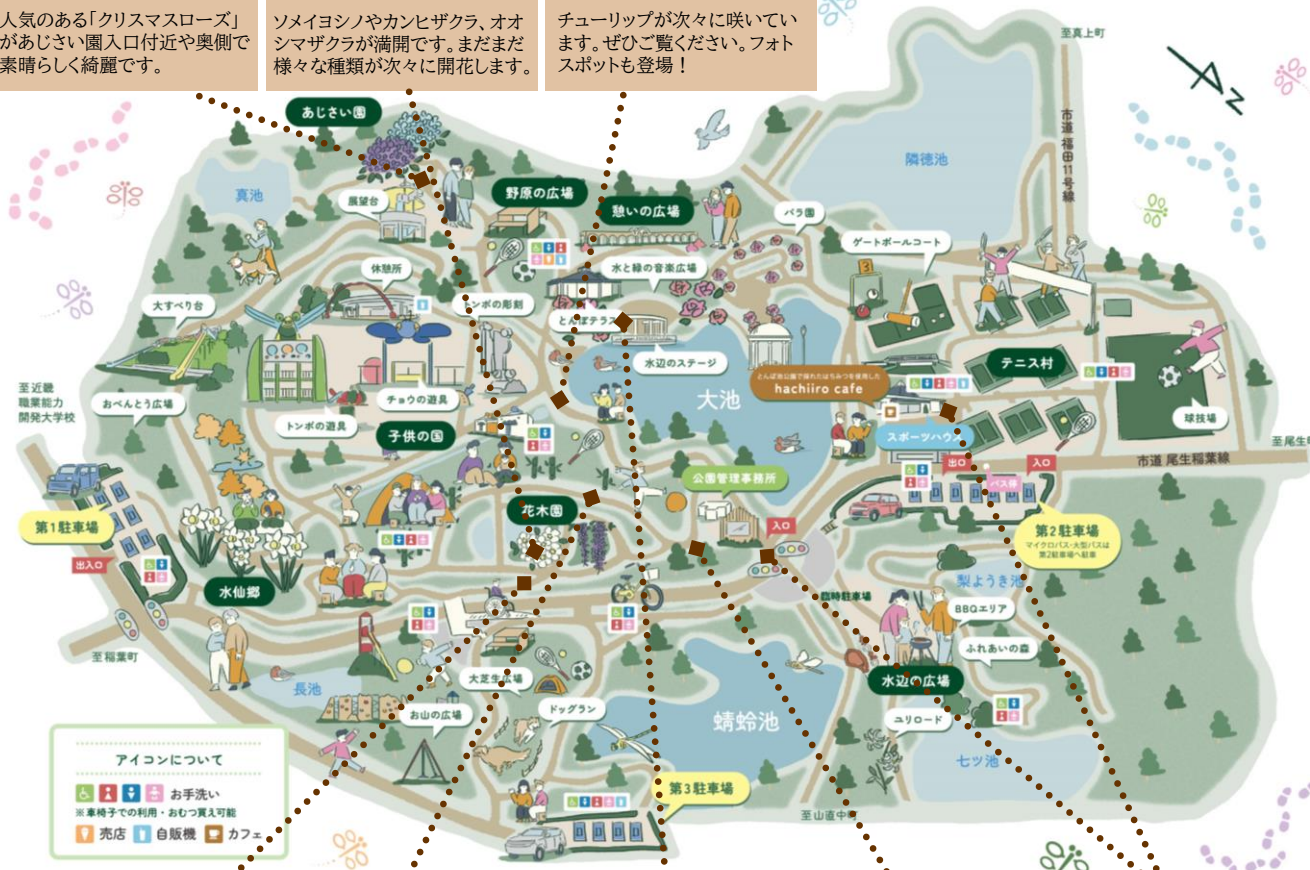 人気のある「クリスマスローズ」
があじさい園入口付近や奥側で
素晴らしく綺麗です。
ソメイヨシノやカンヒザクラ、オオ
シマザクラが満開です。まだまだ
様々な種類が次々に開花します。
チューリップが次々に咲いてい
ます。ぜひご覧ください。フォト
スポットも登場！
至真上町
N
市道 福田11号線
あじさい園
真池
展望台
野原の広場
憩いの広場
隣徳池
バラ園
ゲートボールコート
休憩所
水と緑の音楽広場
大すべり台
トンボの彫刻
とんぼテラス
水辺のステージ
テニス村
とんぼ池公園で採れたはちみつを使用した
hachiiro cafe
大池
至近畿
職業能力
開発大学校
おべんとう広場
チョウの遊具
トンボの遊具
子供の国
球技場
スポーツハウス
至尾生町
市道 尾生稲葉線
出口
入口
バス停
公園管理事務所
花木園
入口
第1駐車場
第2駐車場
マイクロバス・大型バスは
第2駐車場へ駐車
出入口
水仙郷
梨ようき池
臨時駐車場
BBQエリア
ふれあいの森
至稲葉町
長池
大芝生広場
水辺の広場
お山の広場
ドッグラン
蜻蛉池
ユリロード
七ツ池
アイコンについて
お手洗い
※車椅子での利用・おむつ買え可能
売店 自販機 カフェ
第3駐車場
至山直中町